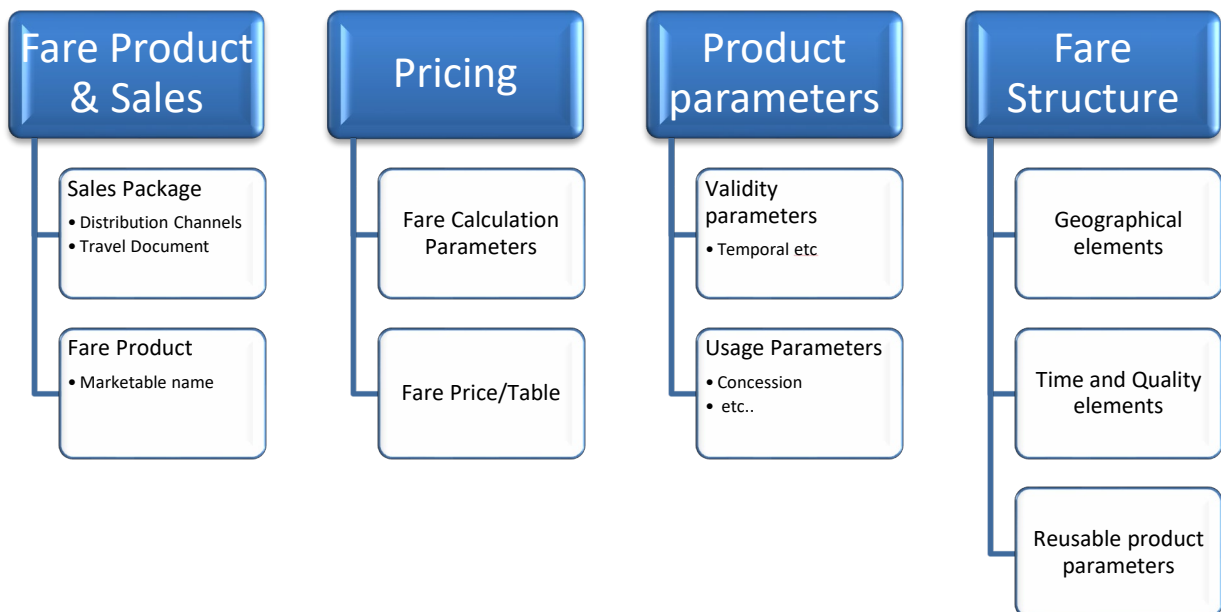 Fare Product
& Sales
Sales Package
• Distribution Channels
• Travel Document
Fare Product
• Marketable name
Pricing
Fare Calculation
Parameters
Fare Price/Table
Product
parameters
Validity
parameters
• Temporal etc
Usage Parameters
• Concession
• etc..
Fare
Structure
Geographical
elements
Time and Quality
elements
Reusable product
parameters